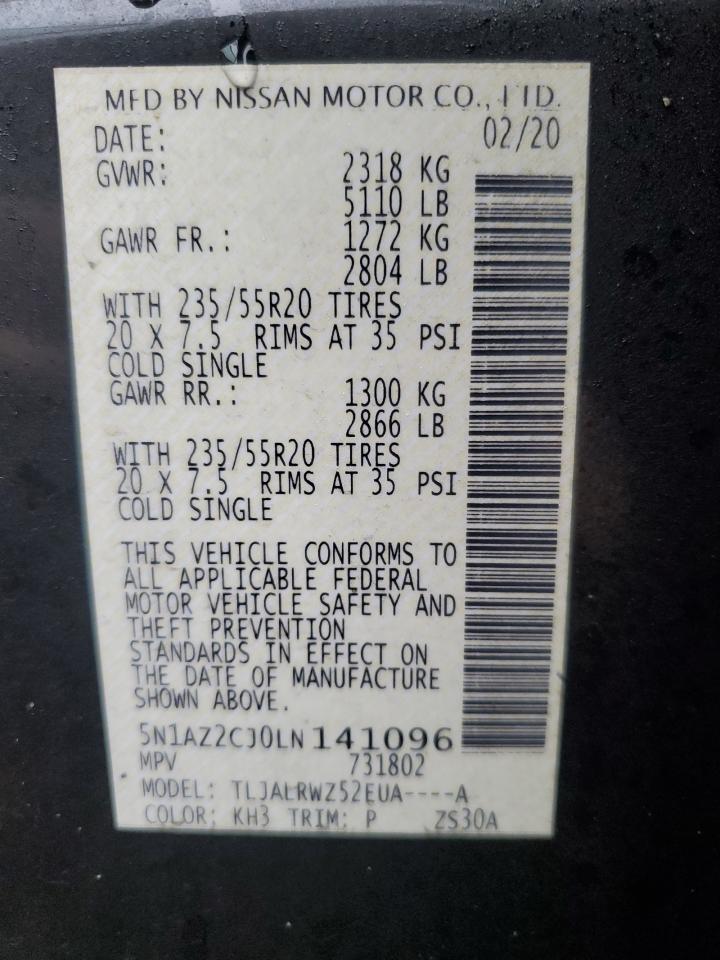 MFD BY NISSAN MOTOR CO., LTD.
DATE: 02/20
GVWR: 2318 KG
5110 LB
GAWR FR.: 1272 KG
2804 LB
WITH 235/55R20 TIRES
20 X 7.5 RIMS AT 35 PSI
COLD SINGLE
GAWR RR.: 1300 KG
2866 LB
WITH 235/55R20 TIRES
20 X 7.5 RIMS AT 35 PSI
COLD SINGLE
THIS VEHICLE CONFORMS TO
ALL APPLICABLE FEDERAL
MOTOR VEHICLE SAFETY AND
THEFT PREVENTION
STANDARDS IN EFFECT ON
THE DATE OF MANUFACTURE
SHOWN ABOVE.
5N1AZ2CJ0LN141096
MPV 731802
MODEL: TLJALRWZ52EUA----A
COLOR: KH3 TRIM: P ZS30A